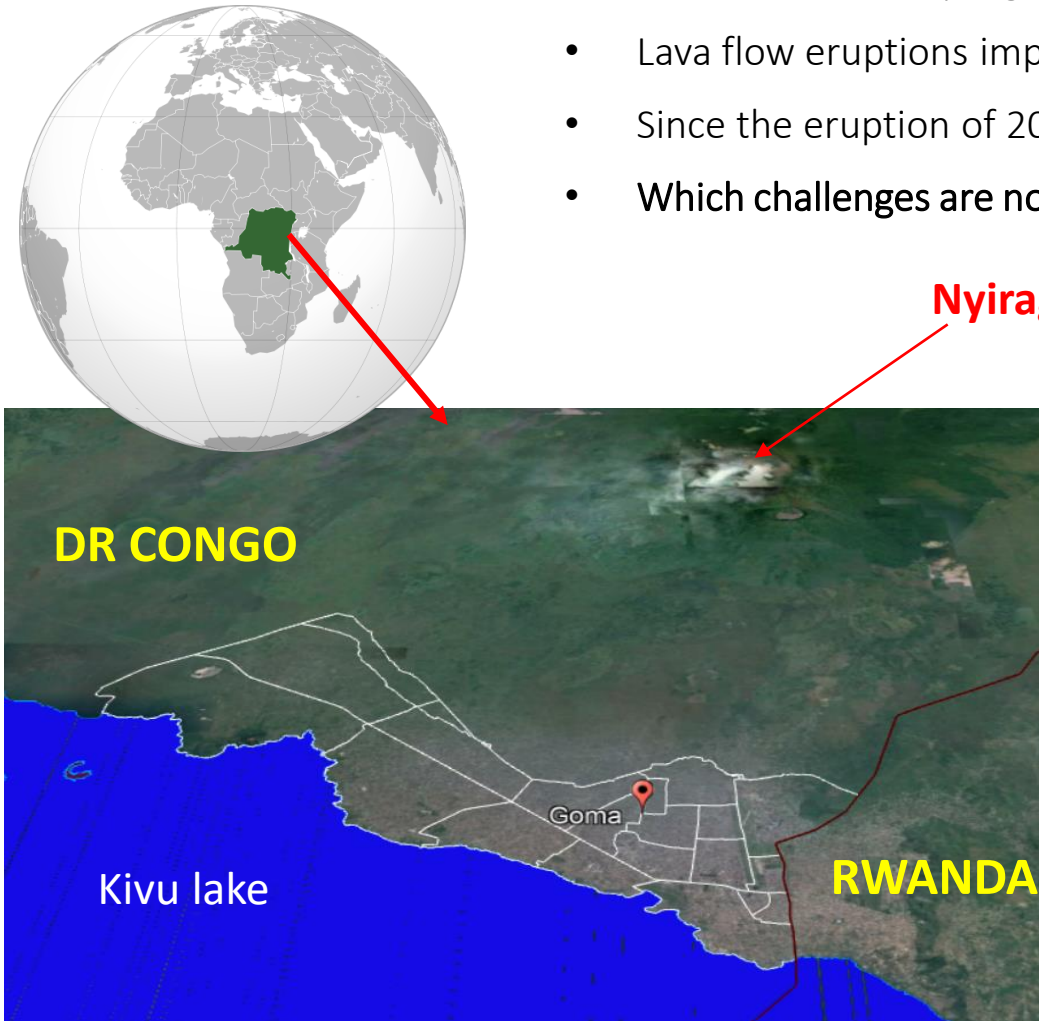 • Lava flow eruptions imp
• Since the eruption of 20
• Which challenges are no
Nyirag
DR CONGO
Goma
Kivu lake
RWANDA